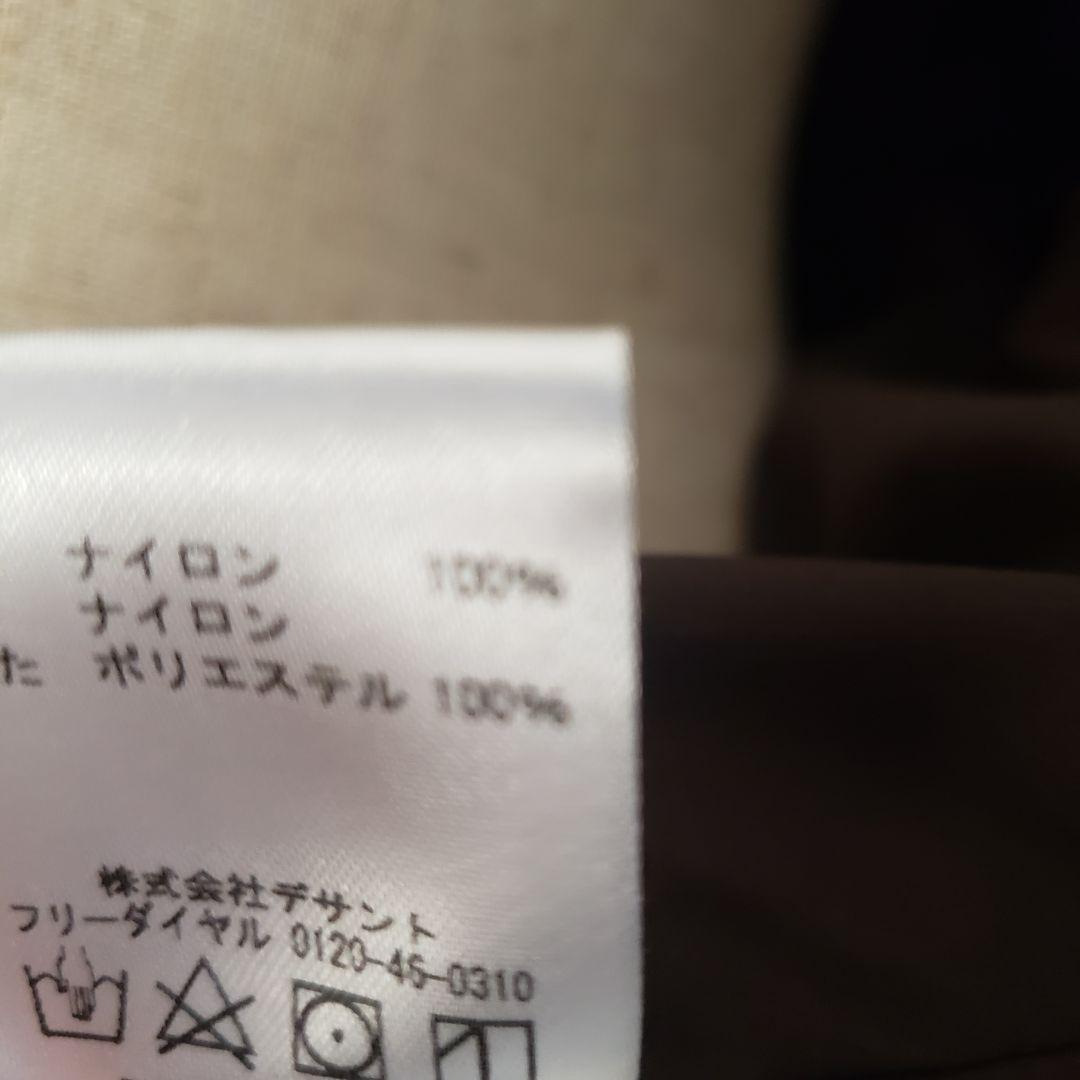 ナイロン 100%
ナイロン
た ポリエステル 100%
株式会社デサント
フリーダイヤル 0120-46-0310